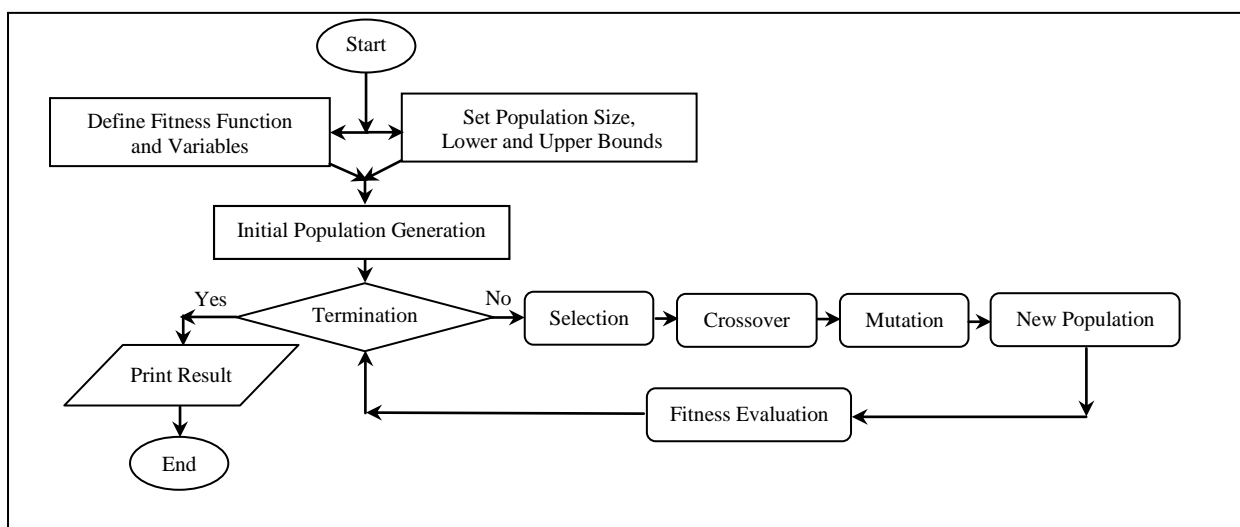 Start
Define Fitness Function
and Variables
Set Population Size,
Lower and Upper Bounds
Initial Population Generation
Yes
Termination
No
Selection
Crossover
Mutation
New Population
Print Result
Fitness Evaluation
End